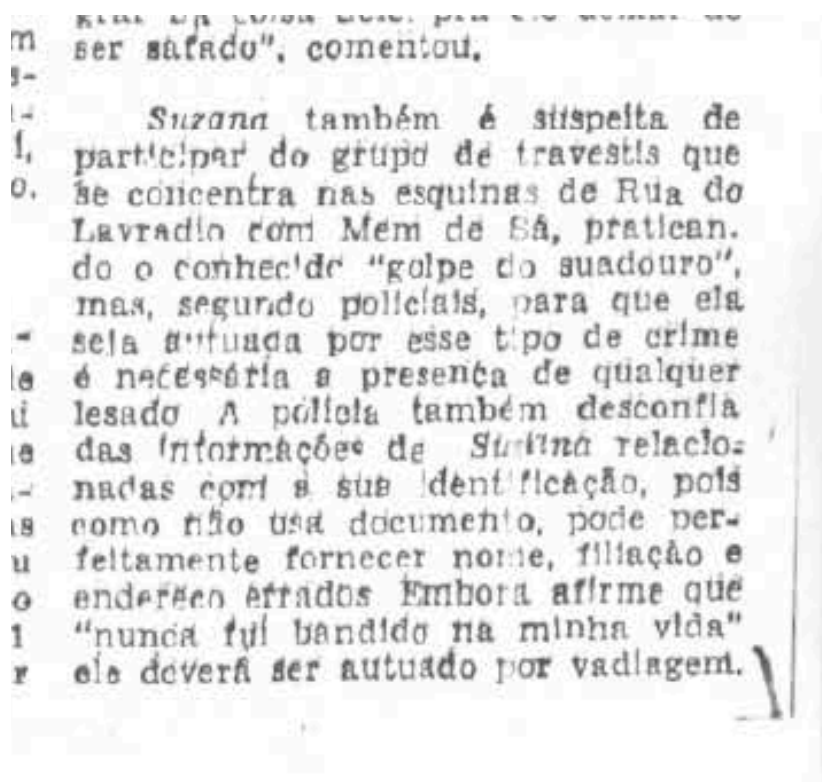 ser safado", comentou.
Suzana também é suspeita de
participar do grupo de travestis que
se concentra nas esquinas de Rua do
Lavradio com Mem de Sá, pratican.
do o conhecido "golpe do suadouro",
mas, segundo policiais, para que ela
seja autuada por esse tipo de crime
é necessária a presença de qualquer
lesado A polícia também desconfia
das informações de Suzana relacio-
nadas com a sua identificação, pois
como não usa documento, pode per-
feitamente fornecer nome, filiação e
endereço errados Embora afirme que
"nunca fui bandido na minha vida"
ele deverá ser autuado por vadiagem.